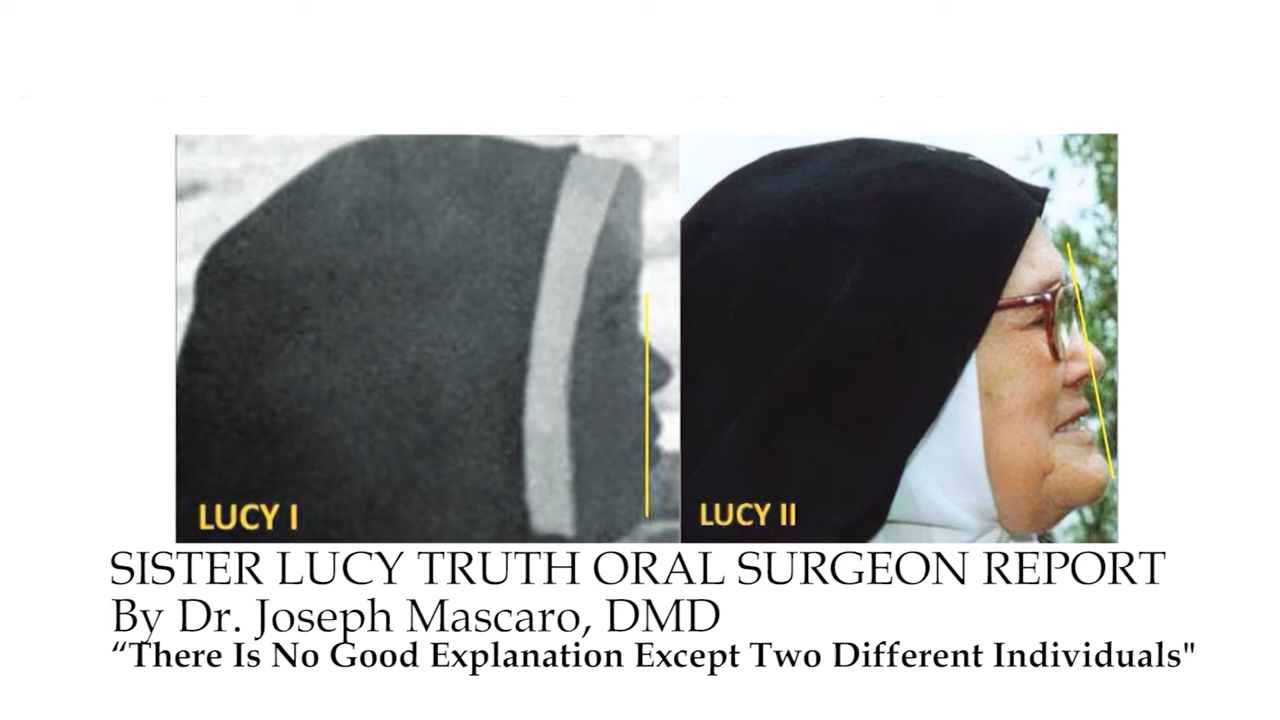 LUCY I
LUCY II
SISTER LUCY TRUTH ORAL SURGEON REPORT
By Dr. Joseph Mascaro, DMD
“There Is No Good Explanation Except Two Different Individuals"